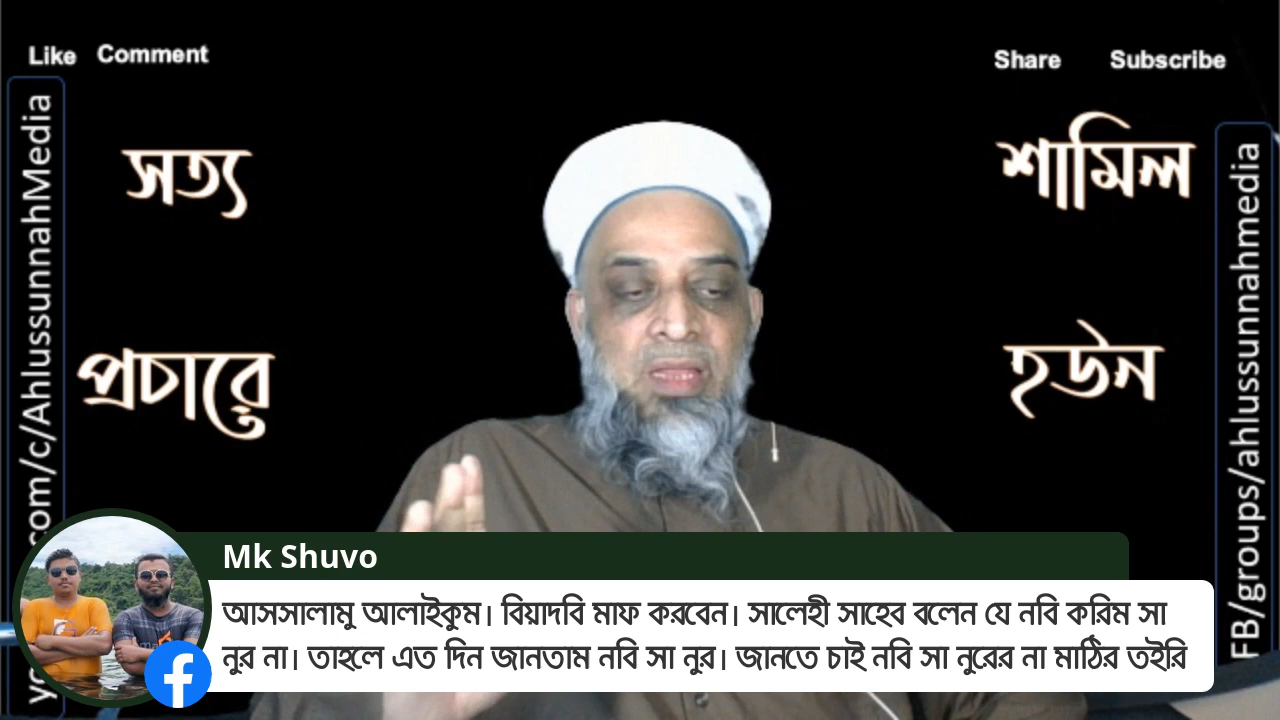 Like Comment
Share Subscribe
com/c/AhlussunnahMedia
সত্য
শামিল
প্রচারে
হউন
FB/groups/ahlussunnahmedia
Mk Shuvo
আসসালামু আলাইকুম। বিয়াদবি মাফ করবেন। সালেহী সাহেব বলেন যে নবি করিম সা
নুর না। তাহলে এত দিন জানতাম নবি সা নুর। জানতে চাই নবি সা নুরের না মাঠির তইরি